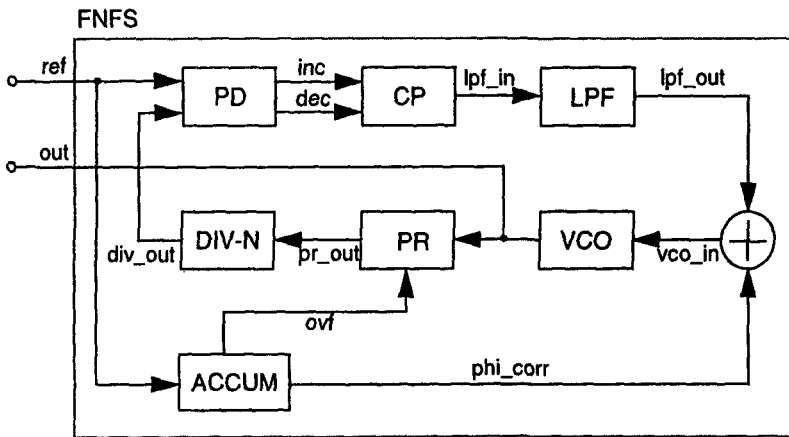 FNFS
ref
PD
inc
dec
CP
lpf_in
LPF
lpf_out
out
div_out
DIV-N
pr_out
PR
VCO
vco_in
ovf
ACCUM
phi_corr